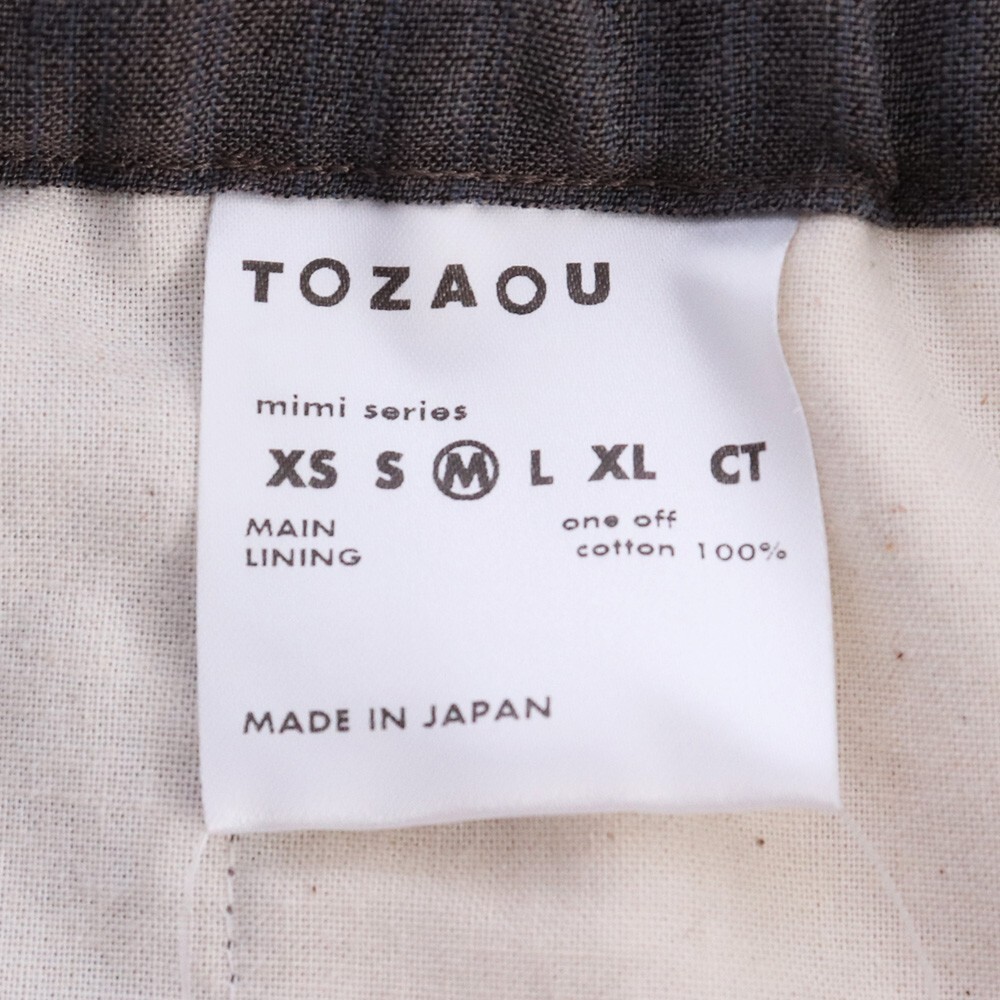 TOZAOU
mimi series
XS S M L XL CT
MAIN one off
LINING cotton 100%
MADE IN JAPAN